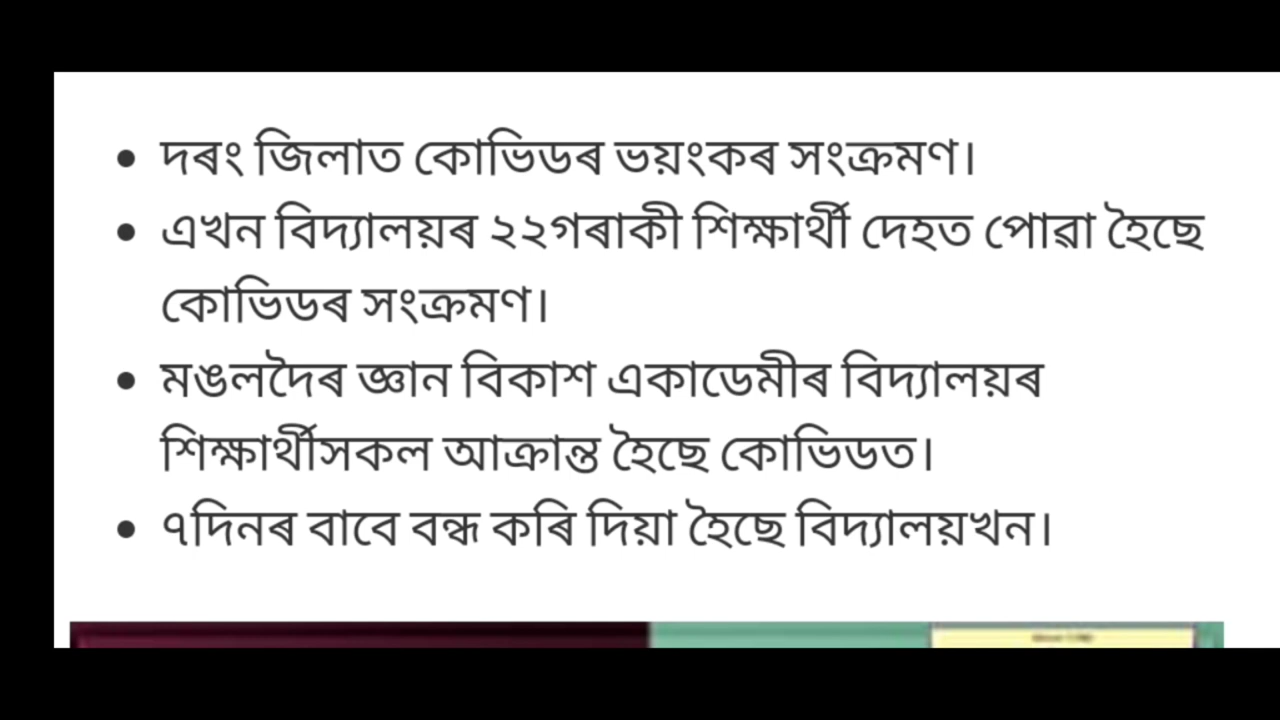 • দৰং জিলাত কোভিডৰ ভয়ংকৰ সংক্ৰমণ।
• এখন বিদ্যালয়ৰ ২২গৰাকী শিক্ষাৰ্থী দেহত পোৱা হৈছে
কোভিডৰ সংক্ৰমণ।
• মঙলদৈৰ জ্ঞান বিকাশ একাডেমীৰ বিদ্যালয়ৰ
শিক্ষাৰ্থীসকল আক্ৰান্ত হৈছে কোভিডত।
• ৭দিনৰ বাবে বন্ধ কৰি দিয়া হৈছে বিদ্যালয়খন।